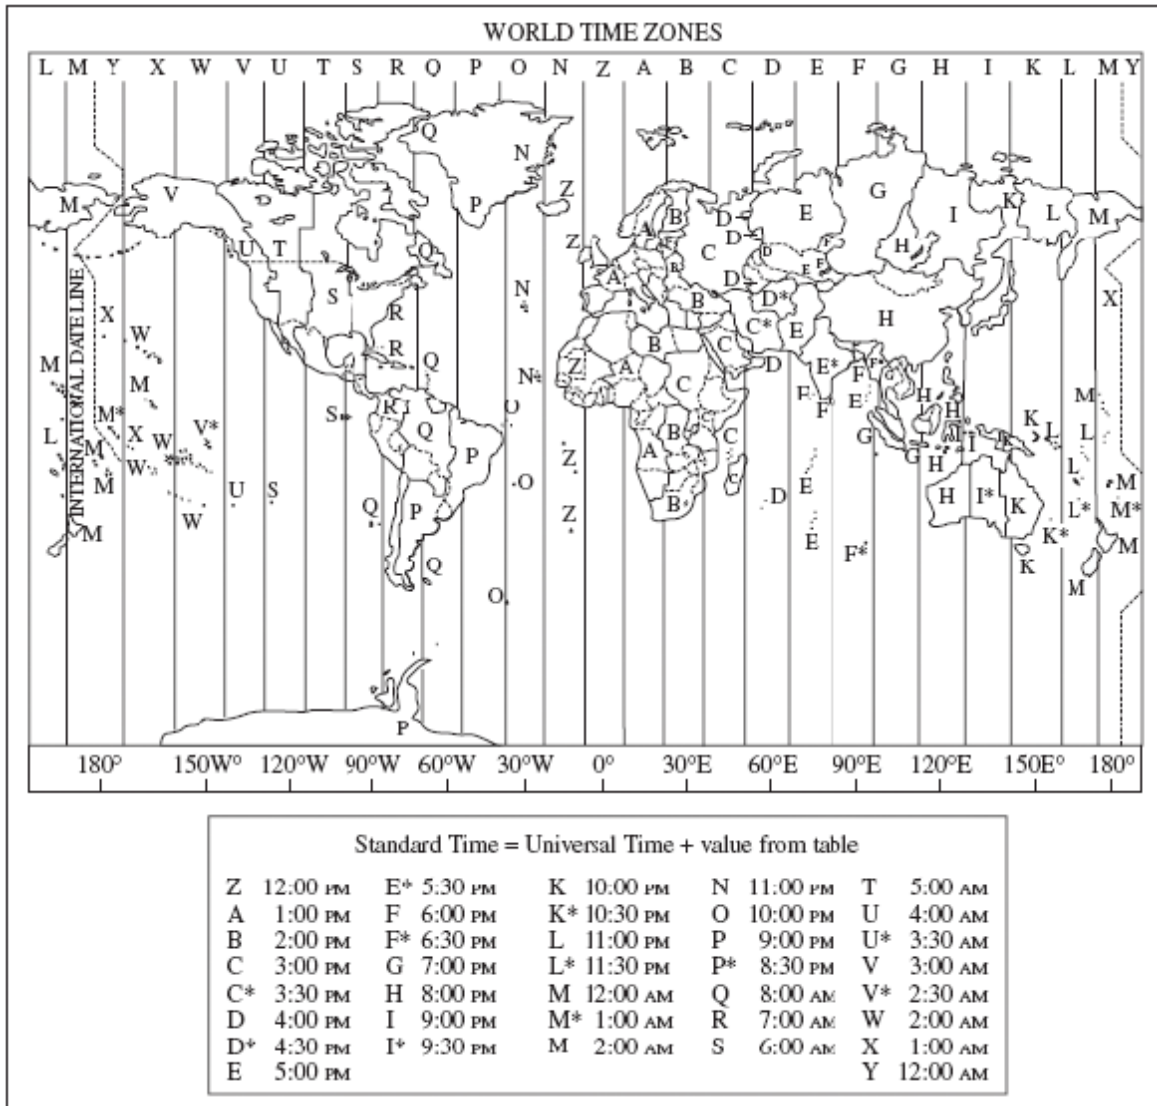 WORLD TIME ZONES
L M Y X W V U T S R Q P O N Z A B C D E F G H I K L M Y
Q
N
Z
P
V
M
A
B
D
E
G
I
K
L
M
Z
D
C
H
U T
Q
D
E F
A
B
D
S
N
B
D*
X
X
R
C*
E
H
W
B
C
R
Q
Z
A
D
E*
F
F*
M
M
N
C
F
E
F
H
H
M
M*
S
R
Q
O
K
L
L
V*
L
X
W
P
B
C
G
I
M
W
Z
A
G
H
L
M
U
S
O
C
E
D
H
I*
K
M
W
Q
P
Z
B
L*
M*
M
E
F*
K*
M
Q
K
M
O
P
INTERNATIONAL DATE LINE
180° 150°W 120°W 90°W 60°W 30°W 0° 30°E 60°E 90°E 120°E 150E° 180°
Standard Time = Universal Time + value from table
Z 12:00 PM E* 5:30 PM K 10:00 PM N 11:00 PM T 5:00 AM
A 1:00 PM F 6:00 PM K* 10:30 PM O 10:00 PM U 4:00 AM
B 2:00 PM F* 6:30 PM L 11:00 PM P 9:00 PM U* 3:30 AM
C 3:00 PM G 7:00 PM L* 11:30 PM P* 8:30 PM V 3:00 AM
C* 3:30 PM H 8:00 PM M 12:00 AM Q 8:00 AM V* 2:30 AM
D 4:00 PM I 9:00 PM M* 1:00 AM R 7:00 AM W 2:00 AM
D* 4:30 PM I* 9:30 PM M 2:00 AM S 6:00 AM X 1:00 AM
E 5:00 PM Y 12:00 AM